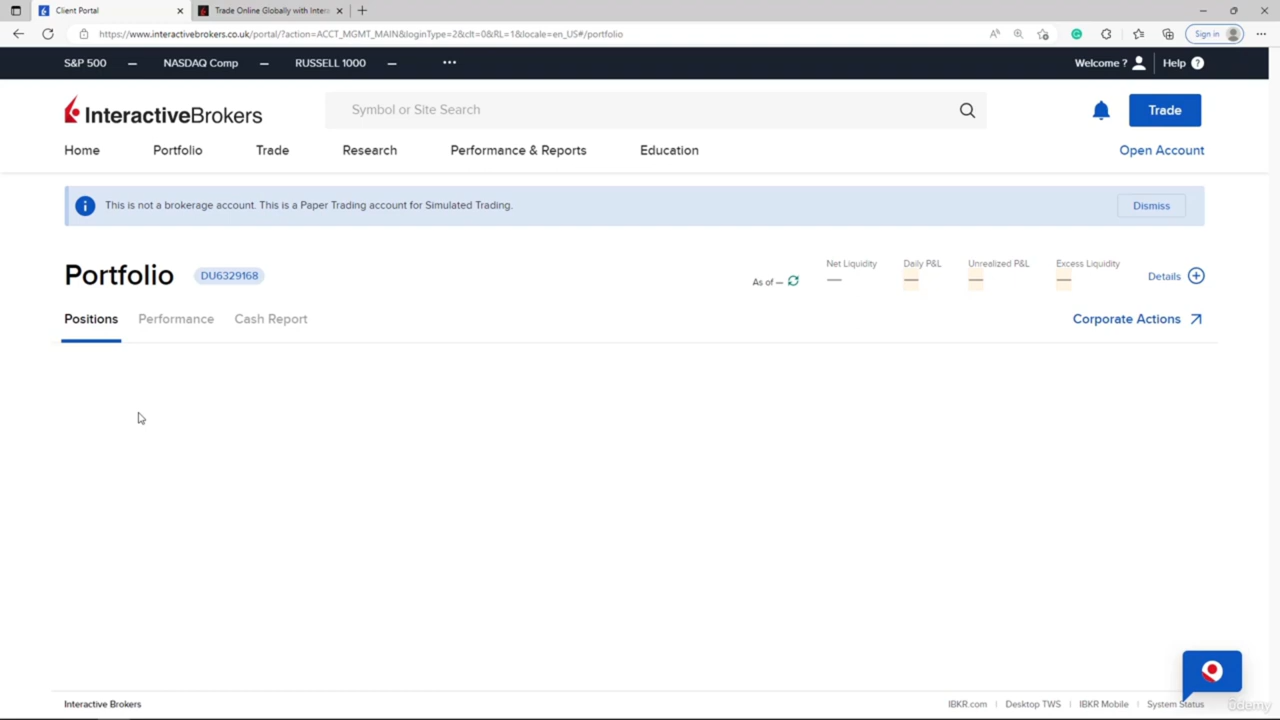 Client Portal
Trade Online Globally with Inter
https://www.interactivebrokers.co.uk/portal/?action=ACCT_MGMT_MAIN&loginType=2&clt=0&RL=1&locale=en_US#/portfolio
Sign in
S&P 500 — NASDAQ Comp — RUSSELL 1000 — •••
Welcome ? Help ?
InteractiveBrokers
Symbol or Site Search
Trade
Home Portfolio Trade Research Performance & Reports Education Open Account
This is not a brokerage account. This is a Paper Trading account for Simulated Trading. Dismiss
Portfolio DU6329168
As of —
Net Liquidity Daily P&L Unrealized P&L Excess Liquidity
— — — —
Details
Positions Performance Cash Report Corporate Actions
Interactive Brokers IBKR.com | Desktop TWS | IBKR Mobile | System Status
ûdemy